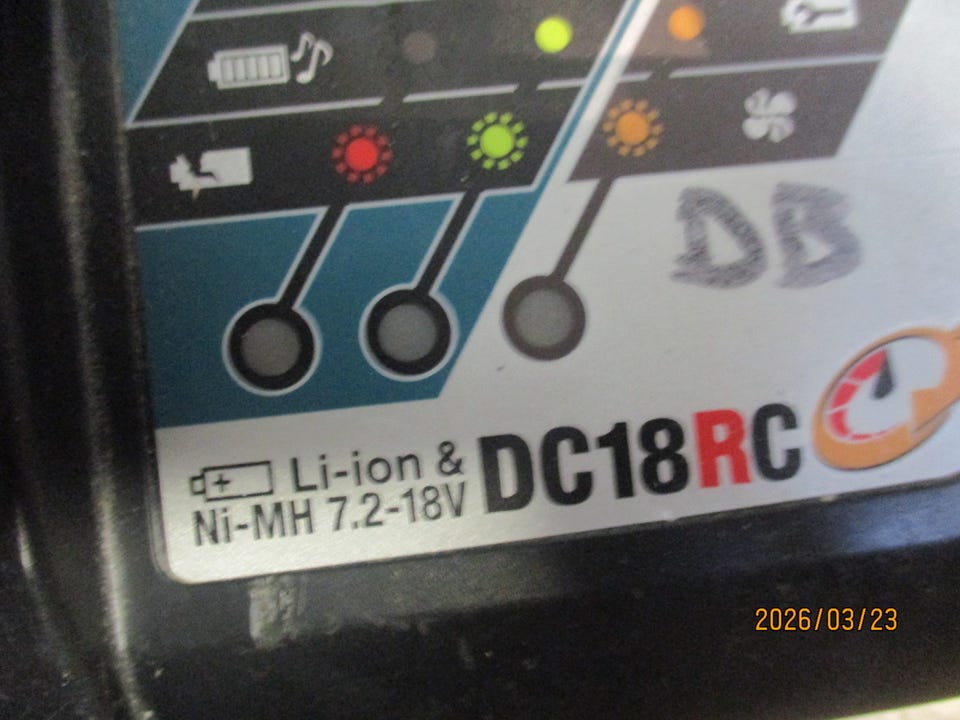 DB
Li-ion &
Ni-MH 7.2-18V
DC18RC
2026/03/23